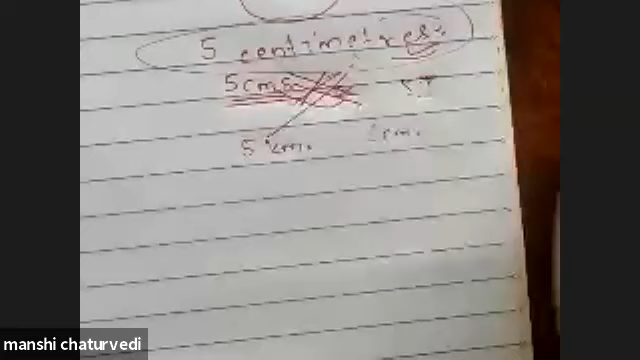 5 centimetres.
5cms
5 cm. cm.
manshi chaturvedi